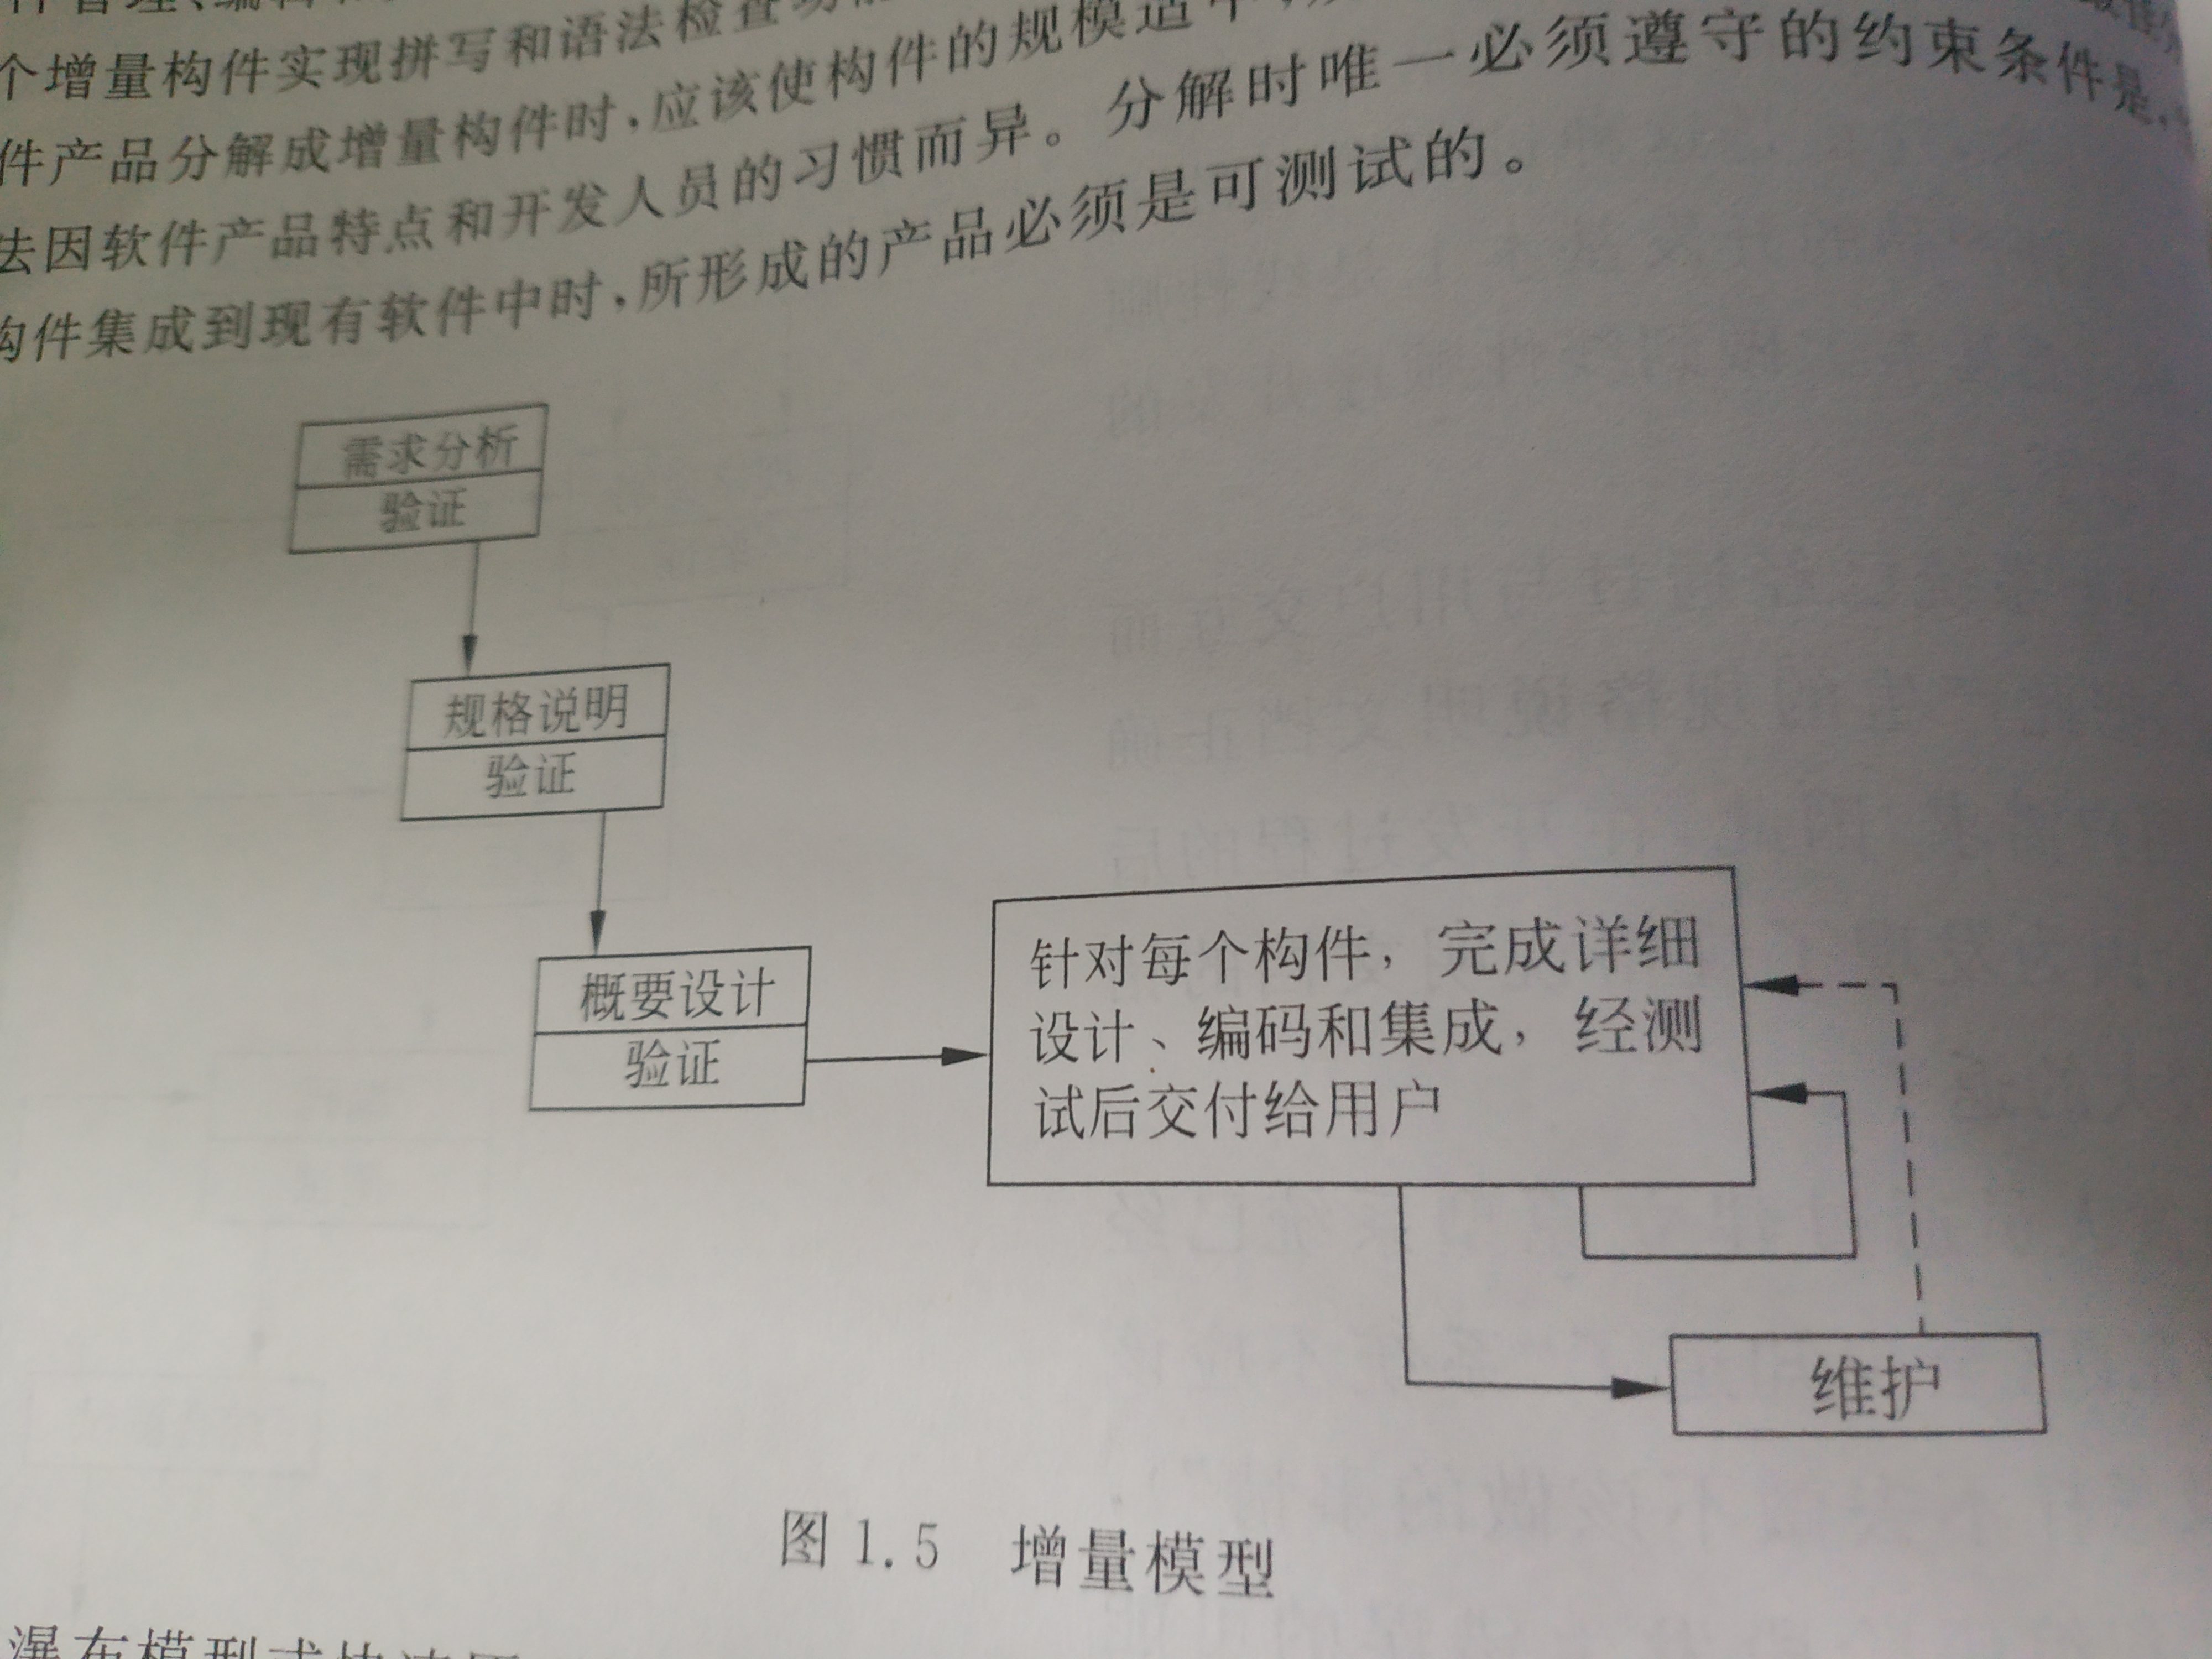 个增量构件实现拼写和语法检查
件产品分解成增量构件时,应该使构件的规模适中
法因软件产品特点和开发人员的习惯而异。分解时唯一必须遵守的约束条件是,
构件集成到现有软件中时,所形成的产品必须是可测试的。
需求分析
验证
规格说明
验证
概要设计
验证
针对每个构件,完成详细
设计、编码和集成,经测
试后交付给用户
维护
图1.5 增量模型
瀑布模型